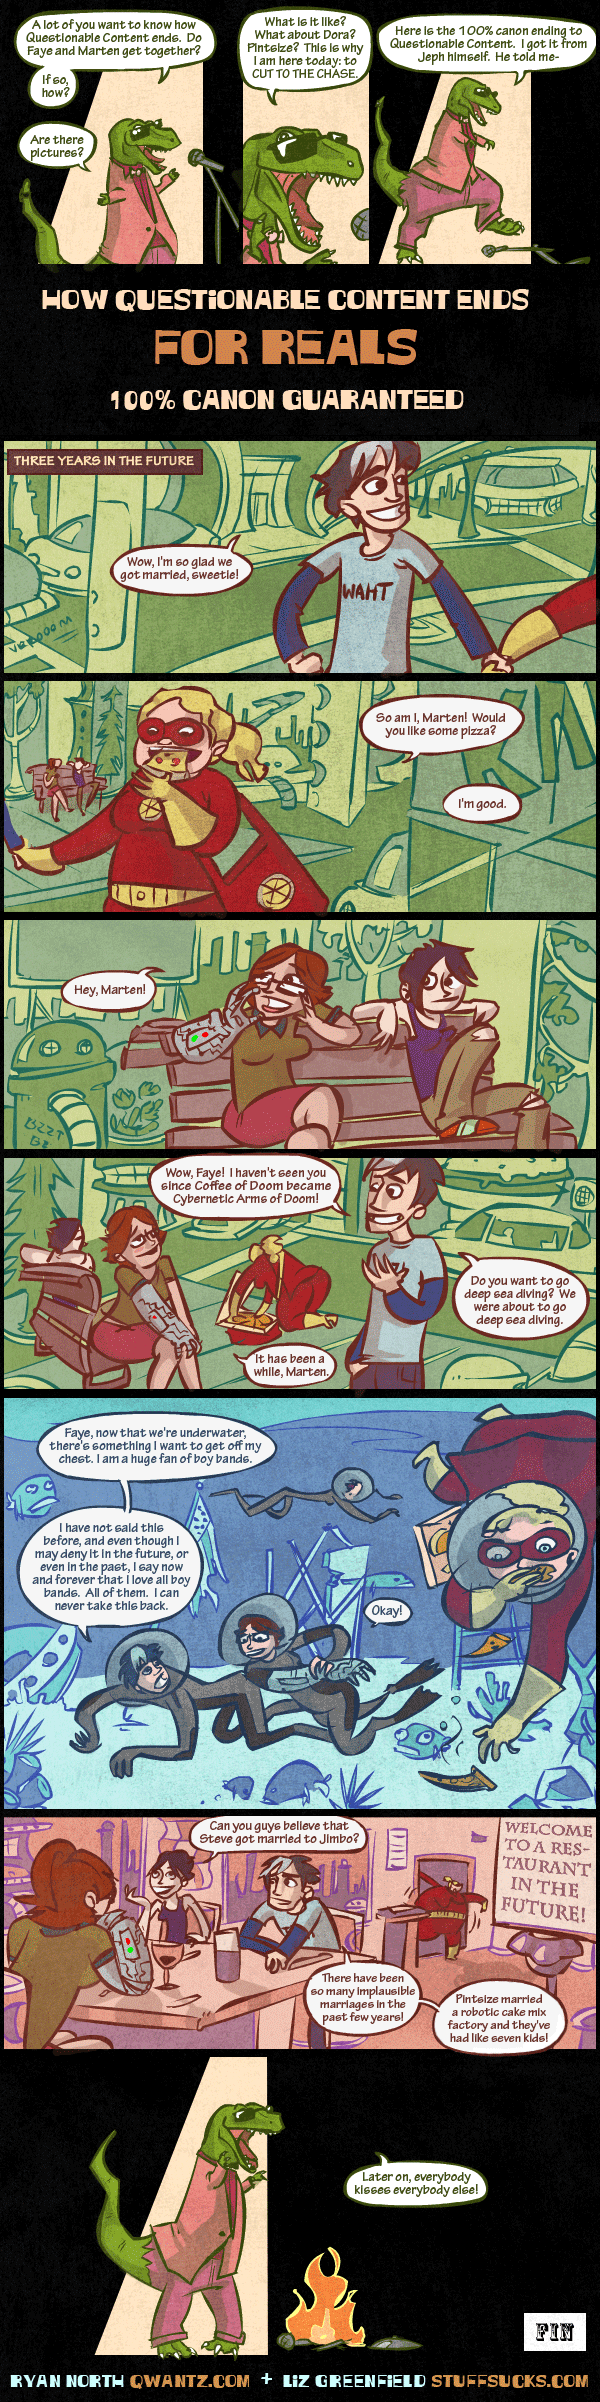 A lot of you want to know how
Questionable Content ends. Do
Faye and Marten get together?
If so,
how?
Are there
pictures?
What is it like?
What about Dora?
Pintsize? This is why
I am here today: to
CUT TO THE CHASE.
Here is the 100% canon ending to
Questionable Content. I got it from
Jeph himself. He told me-
HOW QUESTIONABLE CONTENT ENDS
FOR REALS
100% CANON GUARANTEED
THREE YEARS IN THE FUTURE
Wow, I'm so glad we
got married, sweetie!
WAHT
VRROOOM
So am I, Marten! Would
you like some pizza?
I'm good.
Hey, Marten!
BZZT
BZ
Wow, Faye! I haven't seen you
since Coffee of Doom became
Cybernetic Arms of Doom!
Do you want to go
deep sea diving? We
were about to go
deep sea diving.
It has been a
while, Marten.
Faye, now that we're underwater,
there's something I want to get off my
chest. I am a huge fan of boy bands.
I have not said this
before, and even though I
may deny it in the future, or
even in the past, I say now
and forever that I love all boy
bands. All of them. I can
never take this back.
Okay!
Can you guys believe that
Steve got married to Jimbo?
WELCOME
TO A RES-
TAURANT
IN THE
FUTURE!
There have been
so many implausible
marriages in the
past few years!
Pintsize married
a robotic cake mix
factory and they've
had like seven kids!
Later on, everybody
kisses everybody else!
FIN
RYAN NORTH QWANTZ.COM + LIZ GREENFIELD STUFFSUCKS.COM